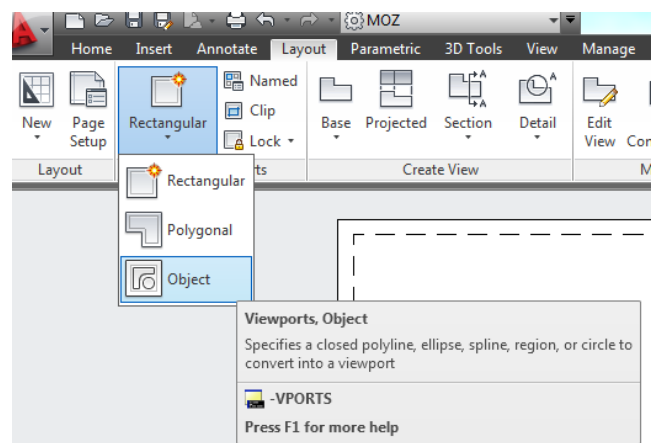 MOZ
Home Insert Annotate Layout Parametric 3D Tools View Manage
New Page Setup Rectangular Named Clip Lock Base Projected Section Detail Edit View
Layout Create View
Rectangular
Polygonal
Object
Viewports, Object
Specifies a closed polyline, ellipse, spline, region, or circle to
convert into a viewport
-VPORTS
Press F1 for more help